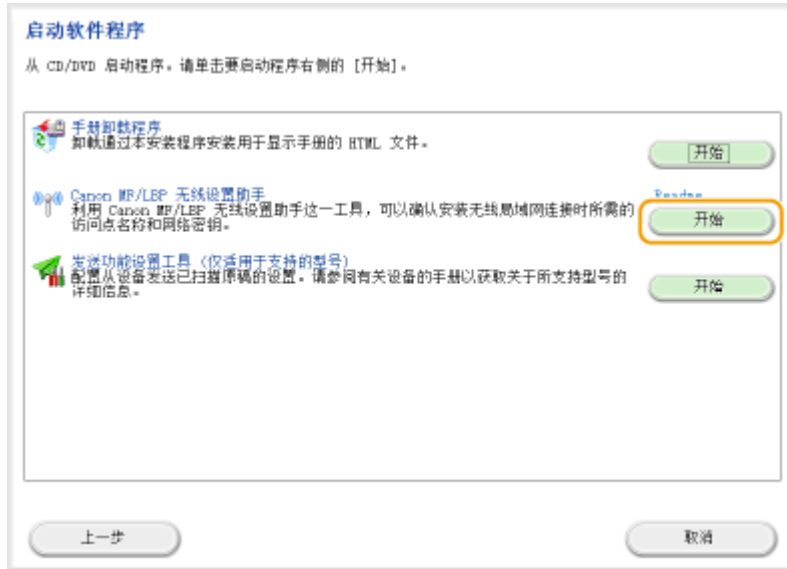 启动软件程序
从 CD/DVD 启动程序。请单击要启动程序右侧的 [开始]。
手册卸载程序
卸载通过本安装程序安装用于显示手册的 HTML 文件。
开始
Canon MF/LBP 无线设置助手
Readme
利用 Canon MF/LBP 无线设置助手这一工具，可以确认安装无线局域网连接时所需的
访问点名称和网络密钥。
开始
发送功能设置工具（仅适用于支持的型号）
配置从设备发送已扫描原稿的设置。请参阅有关设备的手册以获取关于所支持型号的
详细信息。
开始
上一步
取消